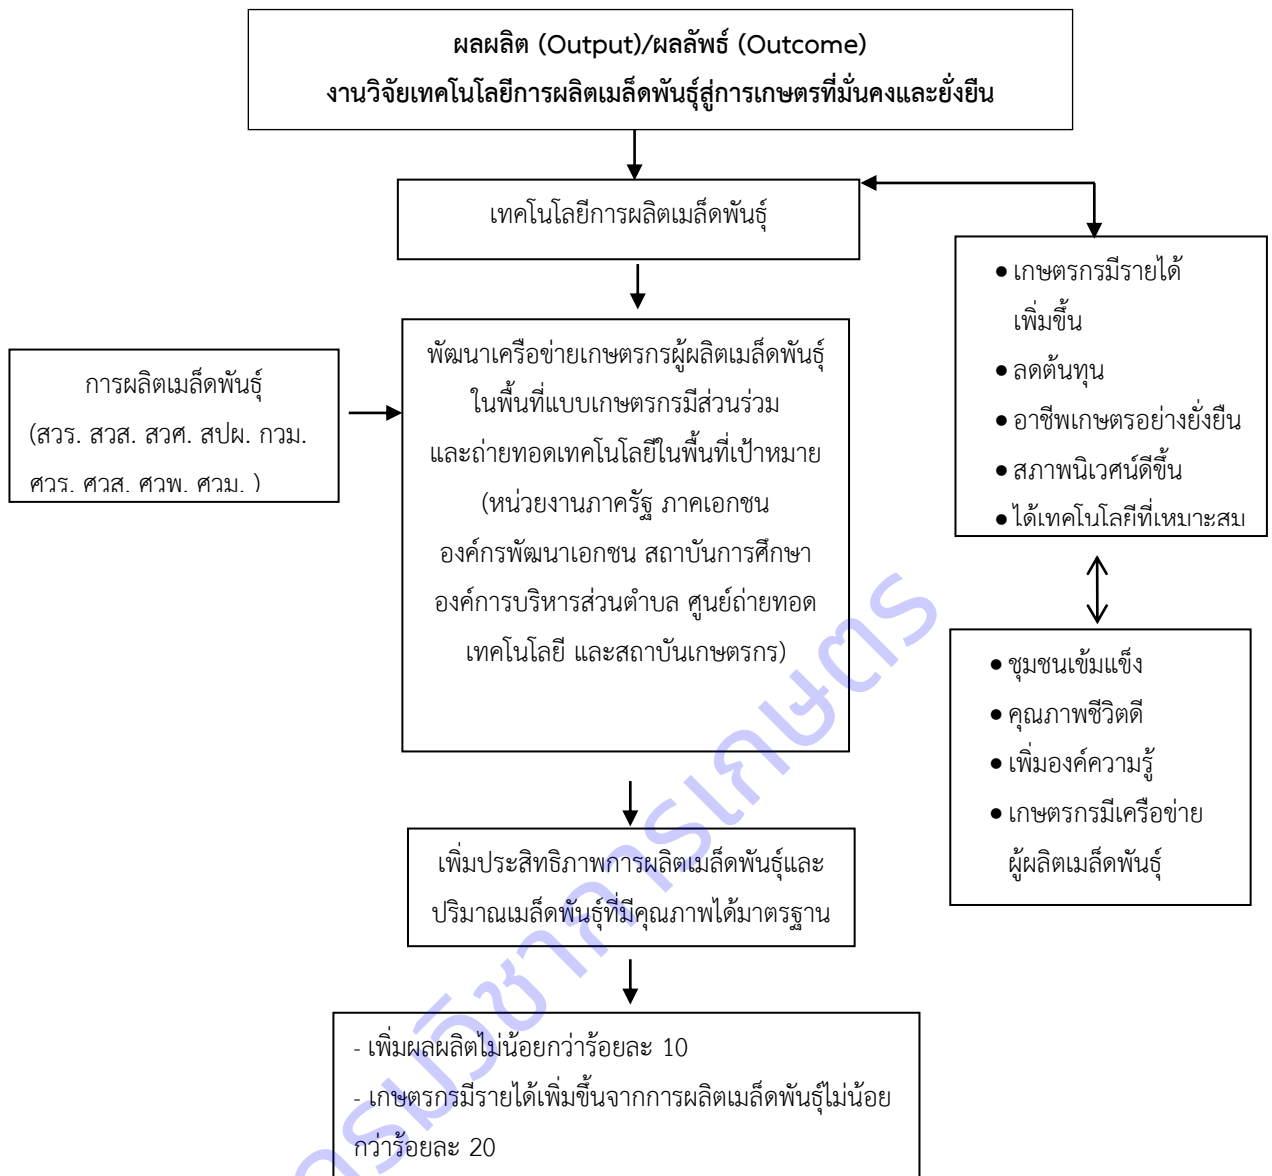 ผลผลิต (Output)/ผลลัพธ์ (Outcome)
งานวิจัยเทคโนโลยีการผลิตเมล็ดพันธุ์สู่การเกษตรที่มั่นคงและยั่งยืน
เทคโนโลยีการผลิตเมล็ดพันธุ์
การผลิตเมล็ดพันธุ์
(สวร. สวส. สวศ. สปผ. กวม.
ศวร. ศวส. ศวพ. ศวม. )
พัฒนาเครือข่ายเกษตรกรผู้ผลิตเมล็ดพันธุ์
ในพื้นที่แบบเกษตรกรมีส่วนร่วม
และถ่ายทอดเทคโนโลยีในพื้นที่เป้าหมาย
(หน่วยงานภาครัฐ ภาคเอกชน
องค์กรพัฒนาเอกชน สถาบันการศึกษา
องค์การบริหารส่วนตำบล ศูนย์ถ่ายทอด
เทคโนโลยี และสถาบันเกษตรกร)
• เกษตรกรมีรายได้
เพิ่มขึ้น
• ลดต้นทุน
• อาชีพเกษตรอย่างยั่งยืน
• สภาพนิเวศน์ดีขึ้น
• ได้เทคโนโลยีที่เหมาะสม
• ชุมชนเข้มแข็ง
• คุณภาพชีวิตดี
• เพิ่มองค์ความรู้
• เกษตรกรมีเครือข่าย
ผู้ผลิตเมล็ดพันธุ์
เพิ่มประสิทธิภาพการผลิตเมล็ดพันธุ์และ
ปริมาณเมล็ดพันธุ์ที่มีคุณภาพได้มาตรฐาน
- เพิ่มผลผลิตไม่น้อยกว่าร้อยละ 10
- เกษตรกรมีรายได้เพิ่มขึ้นจากการผลิตเมล็ดพันธุ์ไม่น้อย
กว่าร้อยละ 20
กรมวิชาการเกษตร